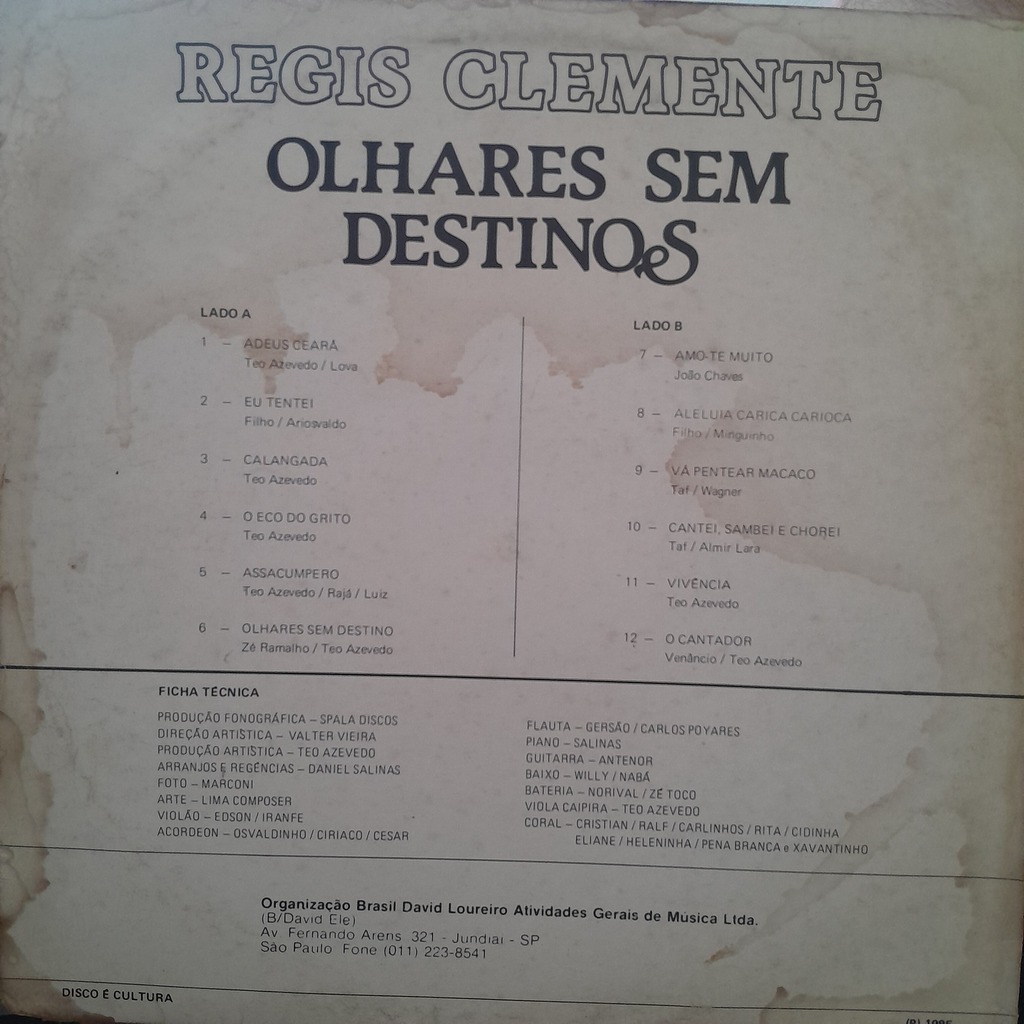 REGIS CLEMENTE
OLHARES SEM
DESTINOS
LADO A
1 – ADEUS CEARÁ
Teo Azevedo / Lova
2 – EU TENTEI
Filho / Ariosvaldo
3 – CALANGADA
Teo Azevedo
4 – O ECO DO GRITO
Teo Azevedo
5 – ASSACUMPERO
Teo Azevedo / Rajá / Luiz
6 – OLHARES SEM DESTINO
Zé Ramalho / Teo Azevedo
LADO B
7 – AMO-TE MUITO
João Chaves
8 – ALELUIA CARICA CARIOCA
Filho / Minguinho
9 – VÁ PENTEAR MACACO
Taf / Wagner
10 – CANTEI, SAMBEI E CHOREI
Taf / Almir Lara
11 – VIVÊNCIA
Teo Azevedo
12 – O CANTADOR
Venâncio / Teo Azevedo
FICHA TÉCNICA
PRODUÇÃO FONOGRÁFICA – SPALA DISCOS
DIREÇÃO ARTÍSTICA – VALTER VIEIRA
PRODUÇÃO ARTÍSTICA – TEO AZEVEDO
ARRANJOS E REGÊNCIAS – DANIEL SALINAS
FOTO – MARCONI
ARTE – LIMA COMPOSER
VIOLÃO – EDSON / IRANFE
ACORDEON – OSVALDINHO / CIRIACO / CESAR
FLAUTA – GERSÃO / CARLOS POYARES
PIANO – SALINAS
GUITARRA – ANTENOR
BAIXO – WILLY / NABÁ
BATERIA – NORIVAL / ZÉ TOCO
VIOLA CAIPIRA – TEO AZEVEDO
CORAL – CRISTIAN / RALF / CARLINHOS / RITA / CIDINHA
ELIANE / HELENINHA / PENA BRANCA e XAVANTINHO
Organização Brasil David Loureiro Atividades Gerais de Música Ltda.
(B/David Ele)
Av. Fernando Arens 321 - Jundiaí - SP
São Paulo Fone (011) 223-8541
DISCO É CULTURA